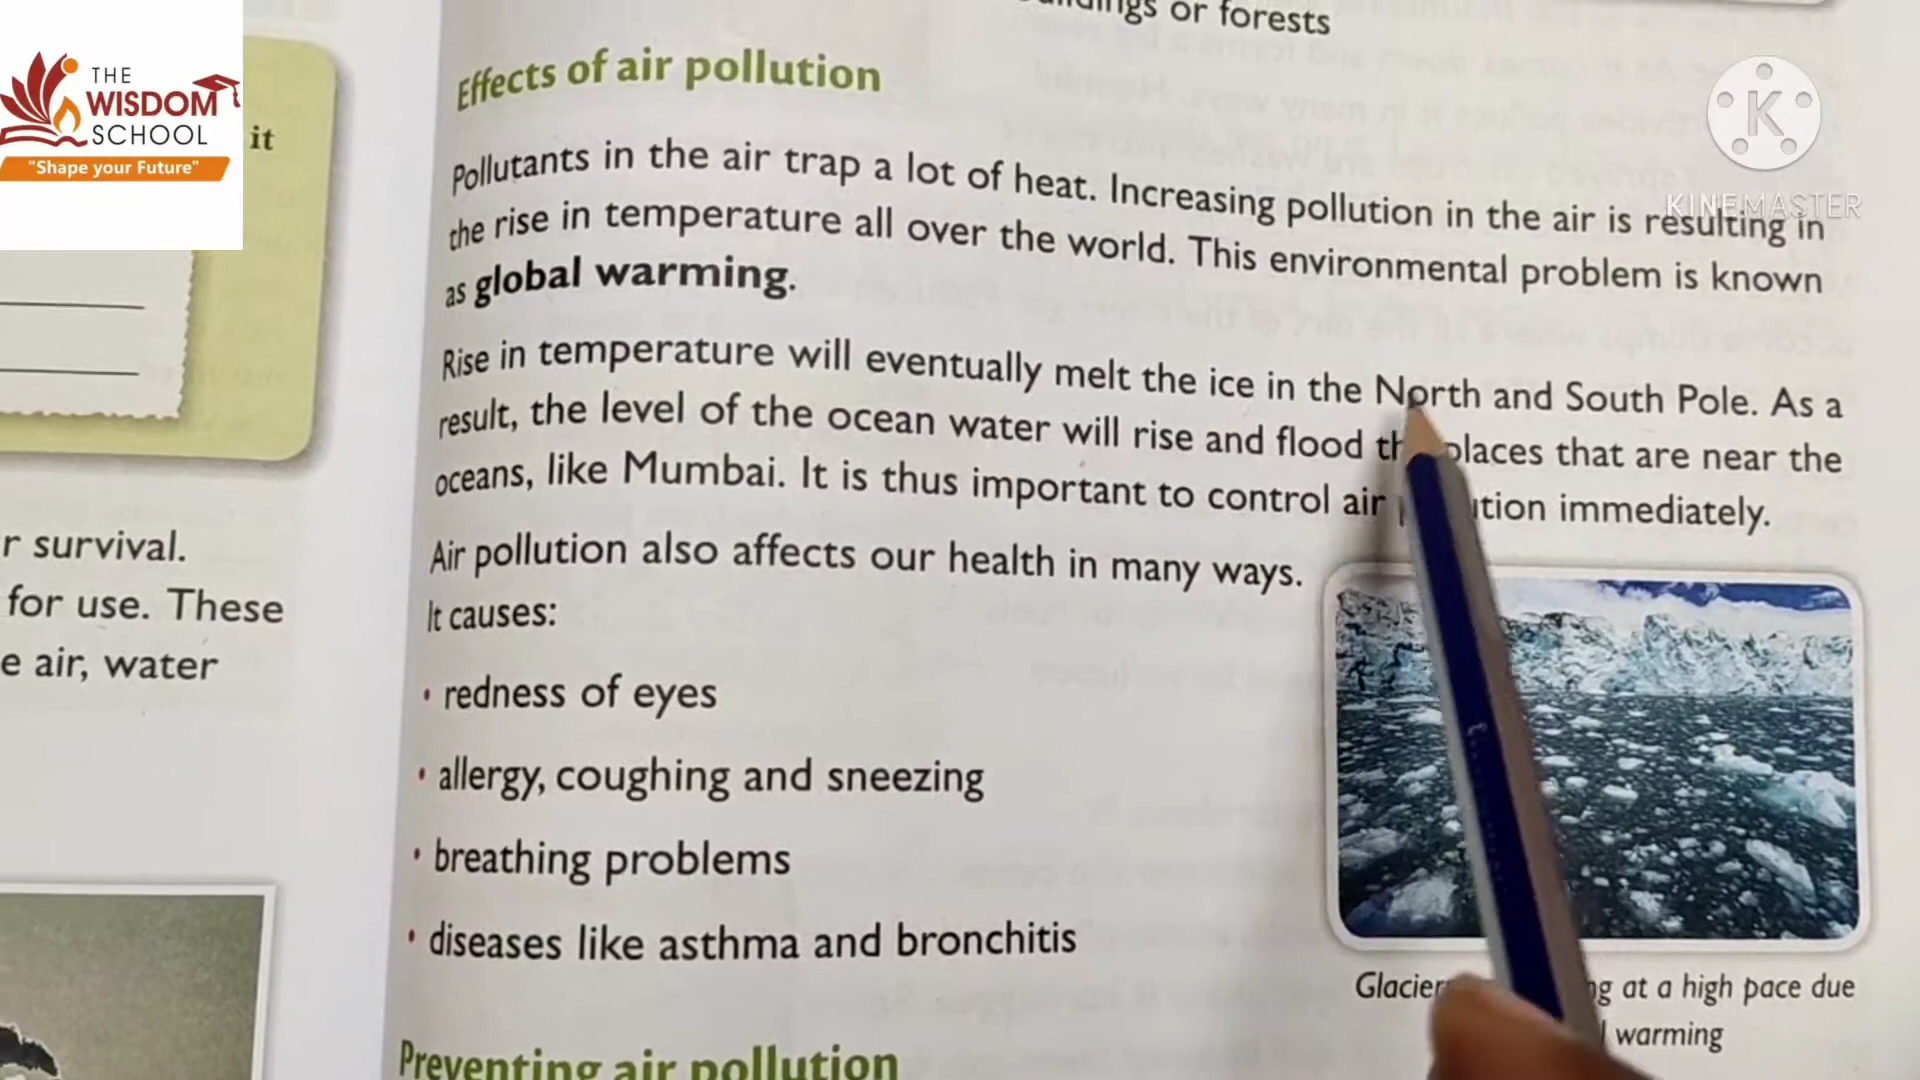 THE
WISDOM
SCHOOL
"Shape your Future"
it
r survival.
for use. These
e air, water
or forests
Effects of air pollution
Pollutants in the air trap a lot of heat. Increasing pollution in the air is resulting in
the rise in temperature all over the world. This environmental problem is known
as global warming.
Rise in temperature will eventually melt the ice in the North and South Pole. As a
result, the level of the ocean water will rise and flood places that are near the
oceans, like Mumbai. It is thus important to control air immediately.
Air pollution also affects our health in many ways.
It causes:
• redness of eyes
• allergy, coughing and sneezing
• breathing problems
• diseases like asthma and bronchitis
at a high pace due
warming
Preventing air pollution
K
KINEMASTER